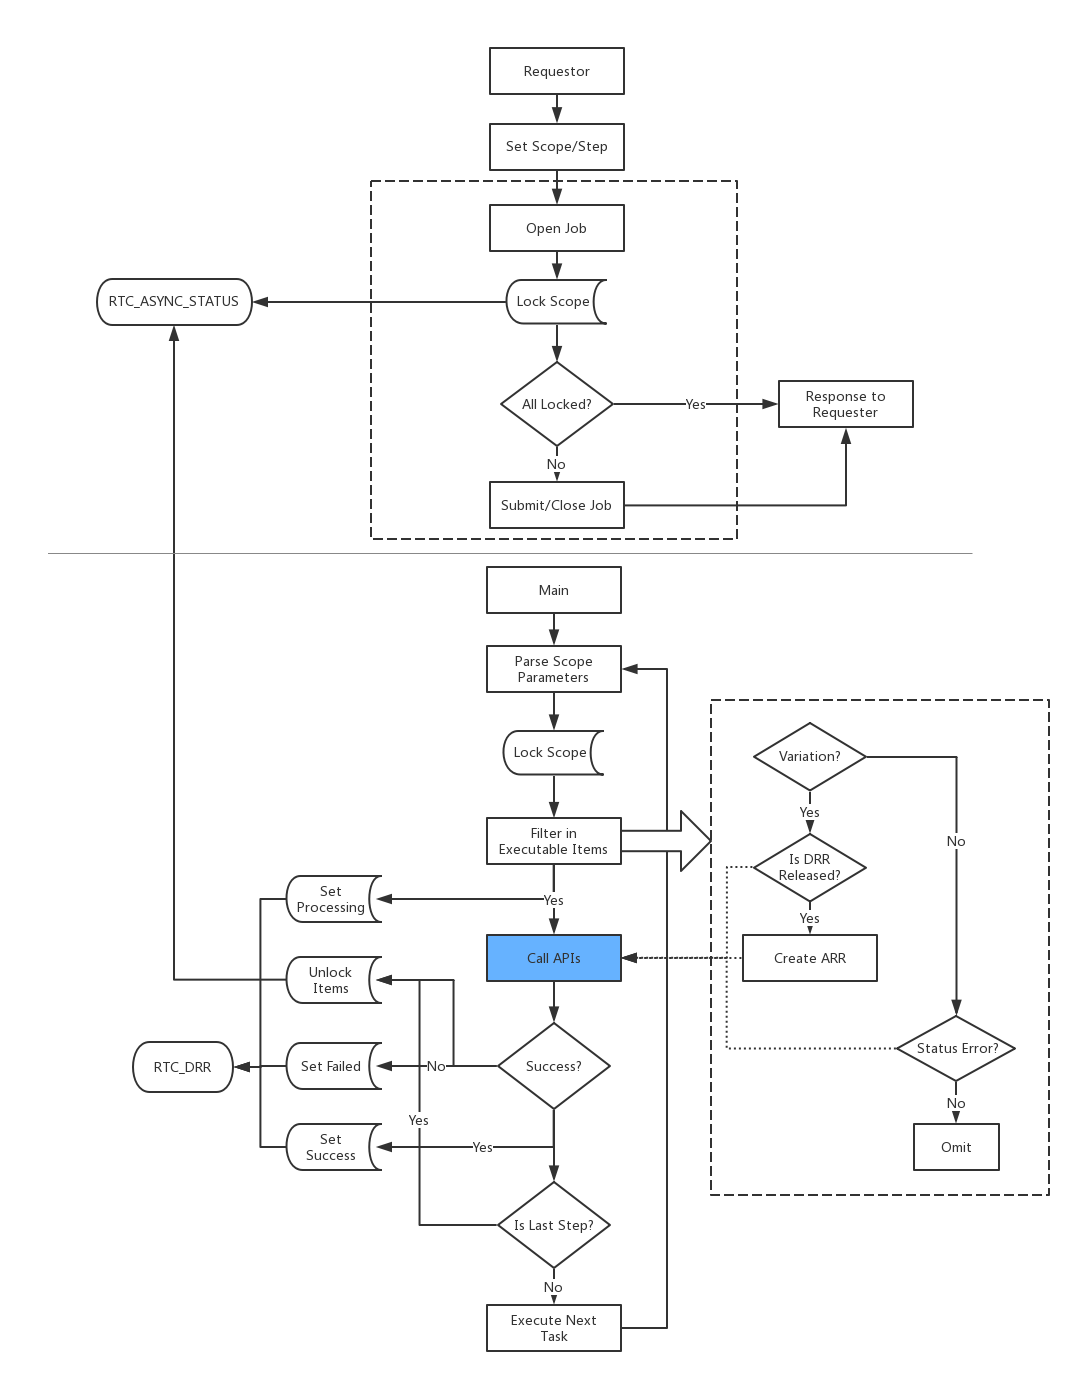 Requestor
Set Scope/Step
Open Job
RTC_ASYNC_STATUS
Lock Scope
All Locked?
Yes
Response to
Requester
No
Submit/Close Job
Main
Parse Scope
Parameters
Lock Scope
Variation?
Filter in
Executable Items
Yes
No
Is DRR
Released?
Set
Processing
Yes
Yes
Call APIs
Create ARR
Unlock
Items
Status Error?
RTC_DRR
Set Failed
No
Success?
No
Yes
Set
Success
Yes
Omit
Is Last Step?
No
Execute Next
Task